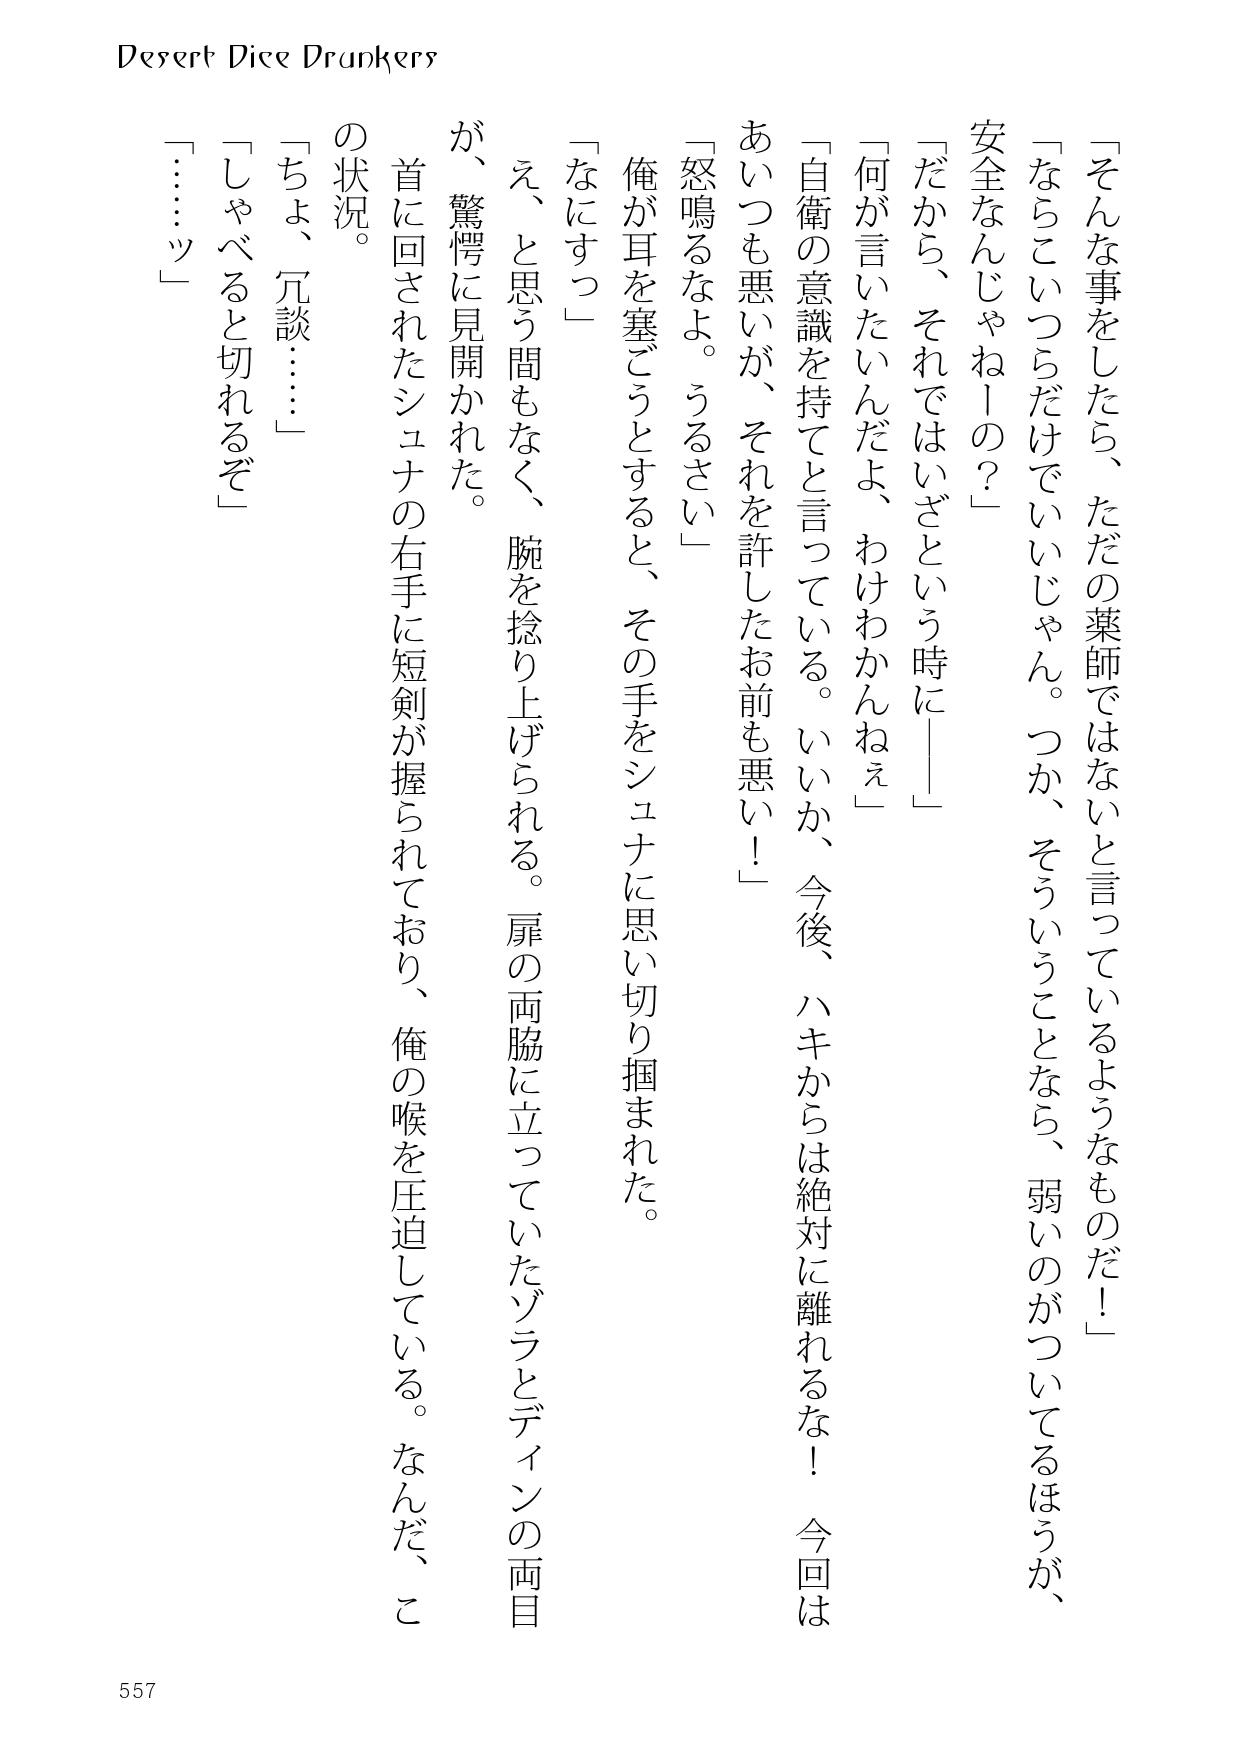 Desert Dice Drunkers
「そんな事をしたら、ただの薬師ではないと言っているようなものだ！」
「ならこいつらだけでいいじゃん。つか、そういうことなら、弱いのがついてるほうが、
安全なんじゃねーの？」
「だから、それではいざという時に――」
「何が言いたいんだよ、わけわかんねぇ」
「自衛の意識を持てと言っている。いいか、今後、ハキからは絶対に離れるな！　今回は
あいつも悪いが、それを許したお前も悪い！」
「怒鳴るなよ。うるさい」
　俺が耳を塞ごうとすると、その手をシュナに思い切り掴まれた。
「なにすっ」
　え、と思う間もなく、腕を捻り上げられる。扉の両脇に立っていたゾラとディンの両目
が、驚愕に見開かれた。
　首に回されたシュナの右手に短剣が握られており、俺の喉を圧迫している。なんだ、こ
の状況。
「ちょ、冗談……」
「しゃべると切れるぞ」
「……ッ」
557